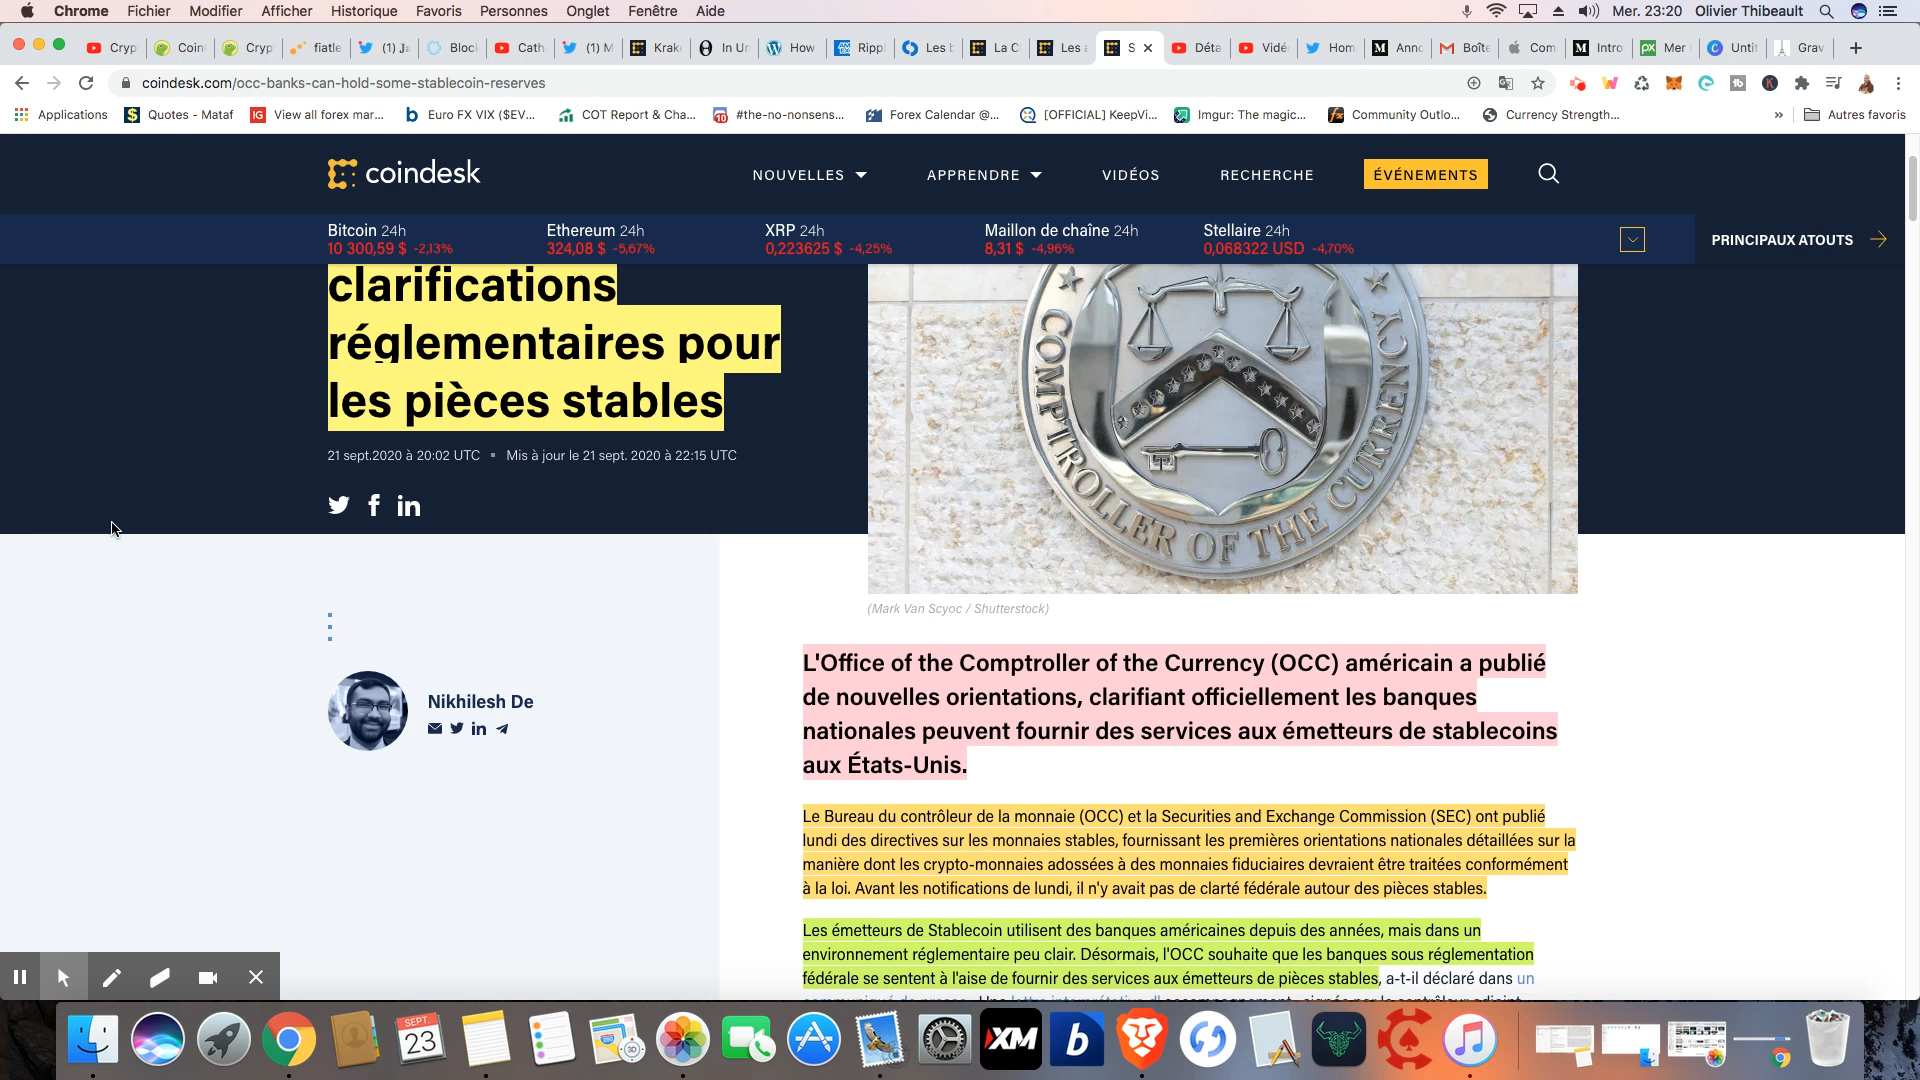 Chrome Fichier Modifier Afficher Historique Favoris Personnes Onglet Fenêtre Aide Mer. 23:20 Olivier Thibeault
Cryp Coin Cryp fiatle (1) Ja Bloc Cath (1) M Krak In Un How Rippl Les b La C Les a S Déta Vidé Hom Anno Boîte Com Intro Mer Untit Grav
coindesk.com/occ-banks-can-hold-some-stablecoin-reserves
Applications Quotes - Mataf View all forex mar... Euro FX VIX ($EV... COT Report & Cha... #the-no-nonsens... Forex Calendar @... [OFFICIAL] KeepVi... Imgur: The magic... Community Outlo... Currency Strength... » Autres favoris
coindesk NOUVELLES APPRENDRE VIDÉOS RECHERCHE ÉVÉNEMENTS
Bitcoin 24h Ethereum 24h XRP 24h Maillon de chaîne 24h Stellaire 24h
10 300,59 $ -2,13% 324,08 $ -5,67% 0,223625 $ -4,25% 8,31 $ -4,96% 0,068322 USD -4,70%
PRINCIPAUX ATOUTS
clarifications
réglementaires pour
les pièces stables
21 sept.2020 à 20:02 UTC ▪ Mis à jour le 21 sept. 2020 à 22:15 UTC
COMPTROLLER OF THE CURRENCY
(Mark Van Scyoc / Shutterstock)
Nikhilesh De
L'Office of the Comptroller of the Currency (OCC) américain a publié
de nouvelles orientations, clarifiant officiellement les banques
nationales peuvent fournir des services aux émetteurs de stablecoins
aux États-Unis.
Le Bureau du contrôleur de la monnaie (OCC) et la Securities and Exchange Commission (SEC) ont publié
lundi des directives sur les monnaies stables, fournissant les premières orientations nationales détaillées sur la
manière dont les crypto-monnaies adossées à des monnaies fiduciaires devraient être traitées conformément
à la loi. Avant les notifications de lundi, il n'y avait pas de clarté fédérale autour des pièces stables.
Les émetteurs de Stablecoin utilisent des banques américaines depuis des années, mais dans un
environnement réglementaire peu clair. Désormais, l'OCC souhaite que les banques sous réglementation
fédérale se sentent à l'aise de fournir des services aux émetteurs de pièces stables, a-t-il déclaré dans un
SEPT.
23
XM
b